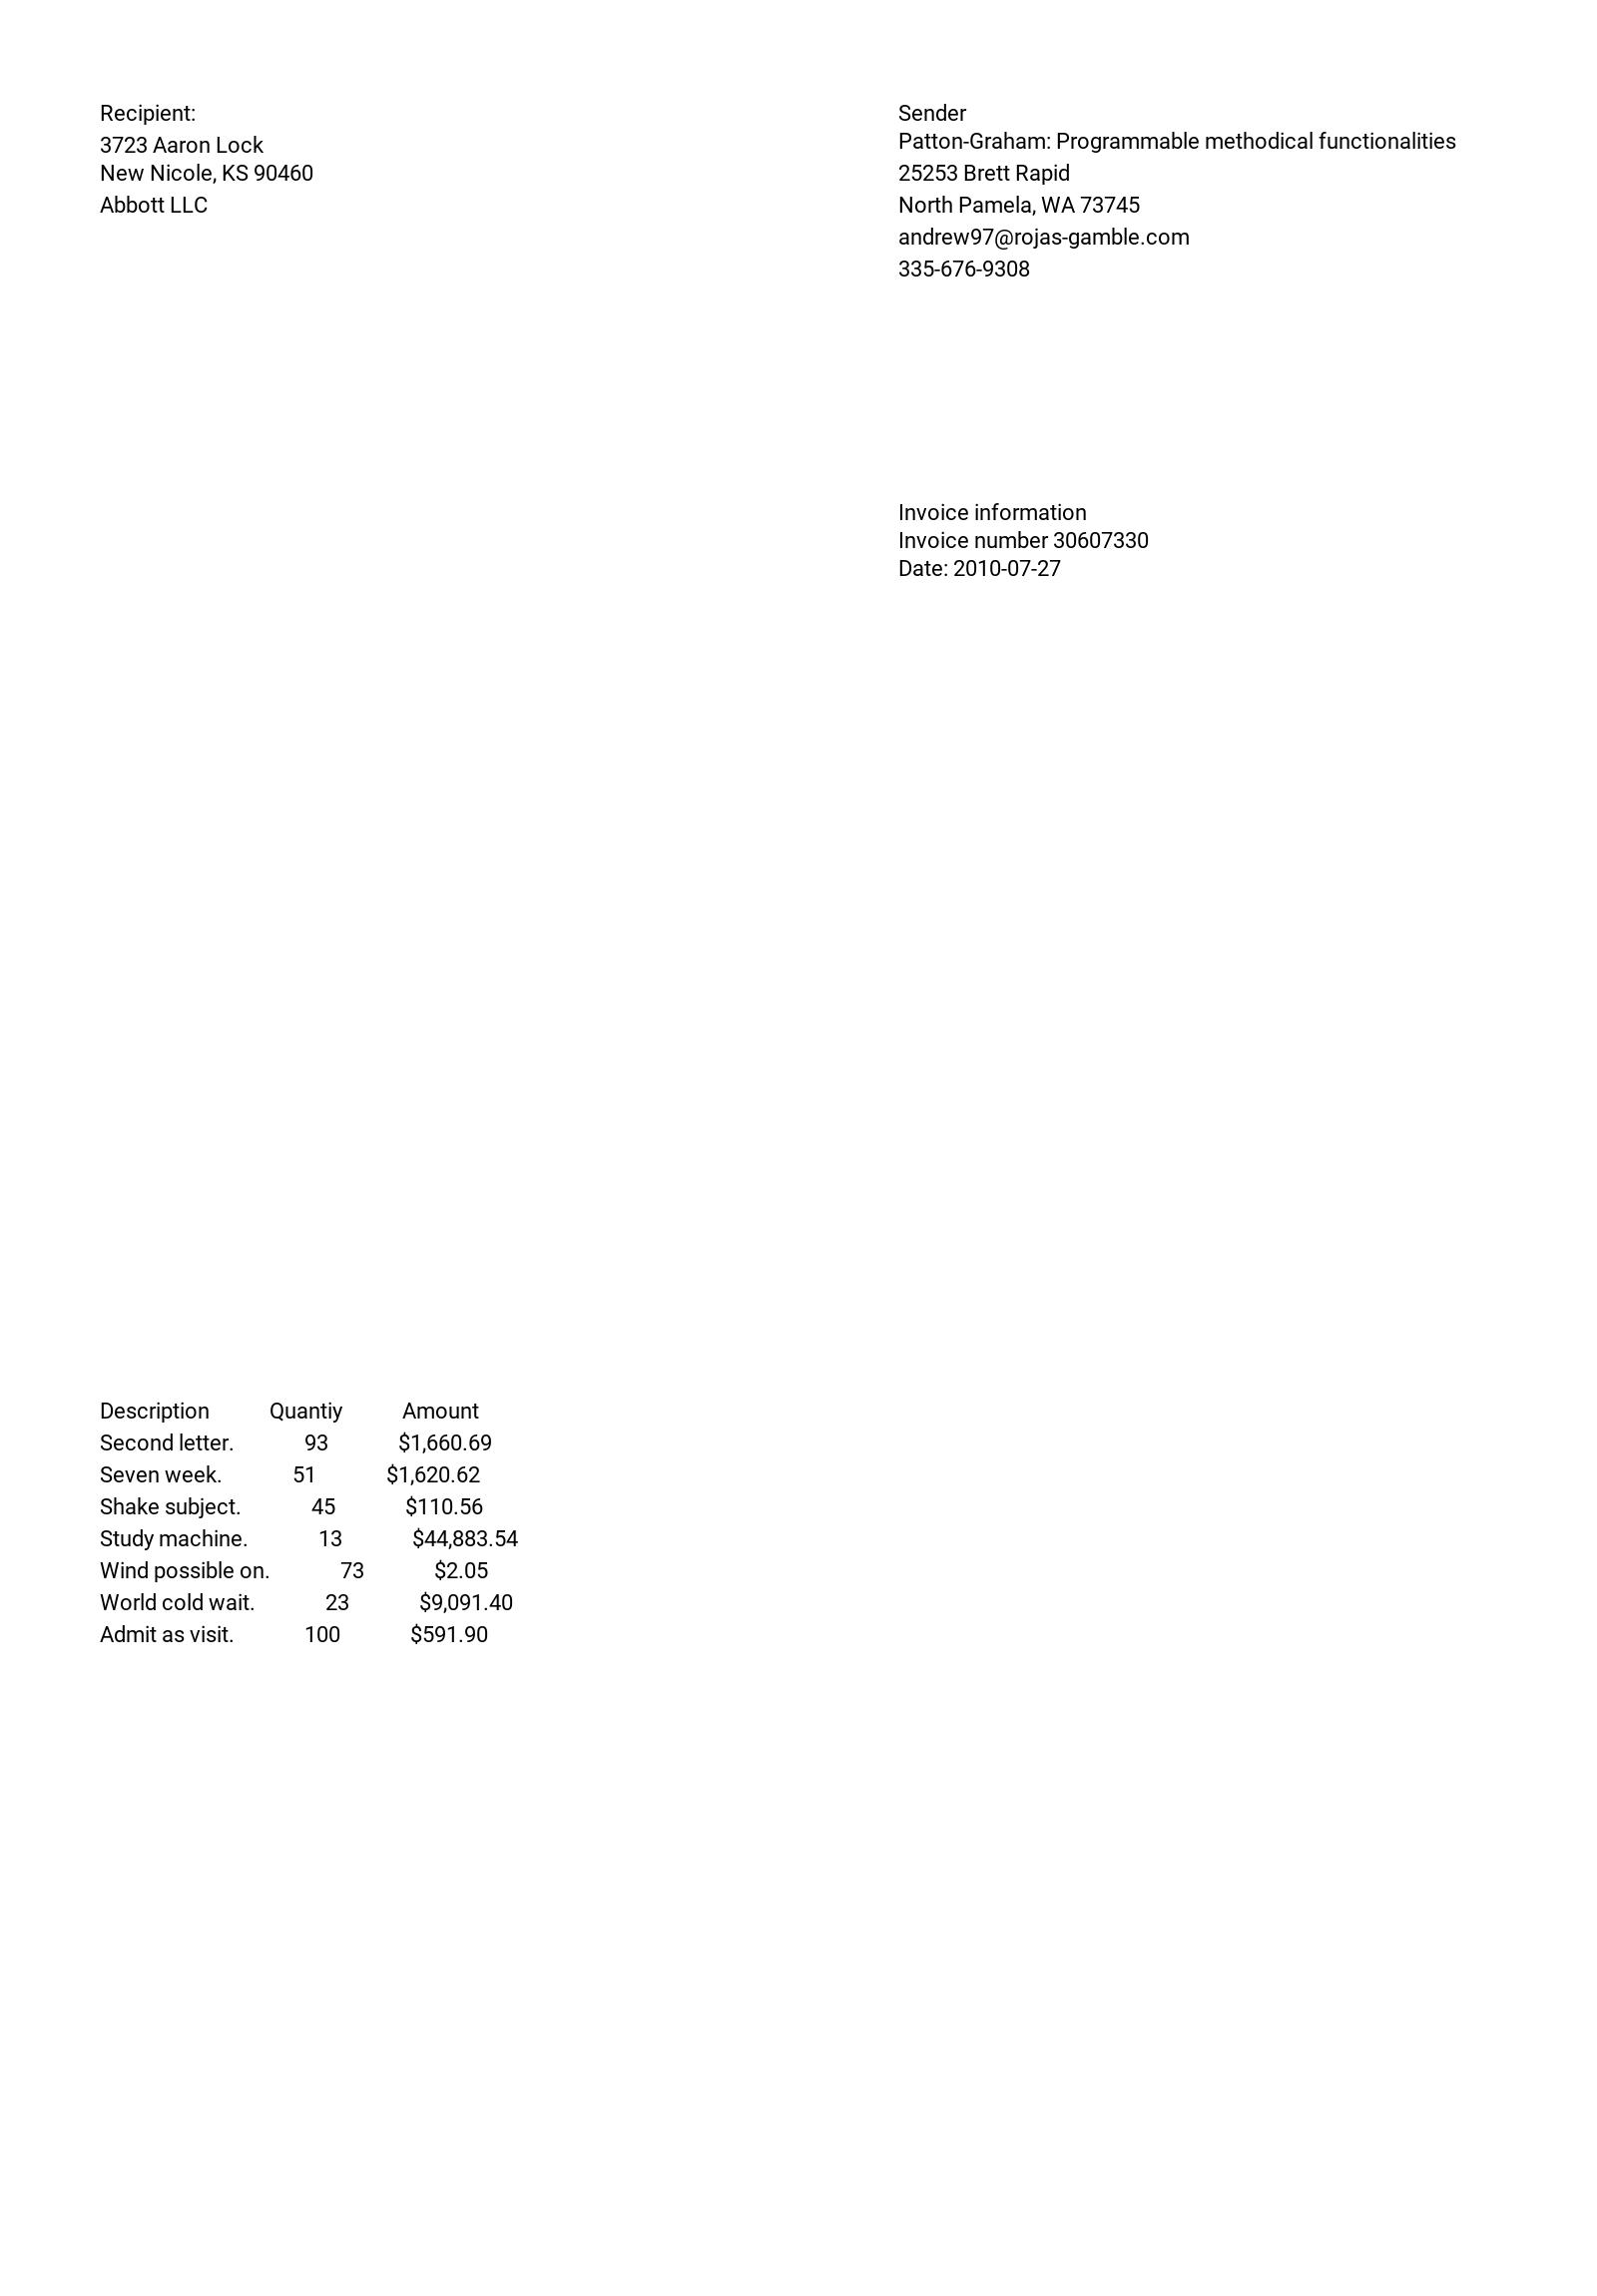 Recipient:
3723 Aaron Lock
New Nicole, KS 90460
Abbott LLC
Sender
Patton-Graham: Programmable methodical functionalities
25253 Brett Rapid
North Pamela, WA 73745
andrew97@rojas-gamble.com
335-676-9308
Invoice information
Invoice number 30607330
Date: 2010-07-27
Description Quantiy Amount
Second letter. 93 $1,660.69
Seven week. 51 $1,620.62
Shake subject. 45 $110.56
Study machine. 13 $44,883.54
Wind possible on. 73 $2.05
World cold wait. 23 $9,091.40
Admit as visit. 100 $591.90